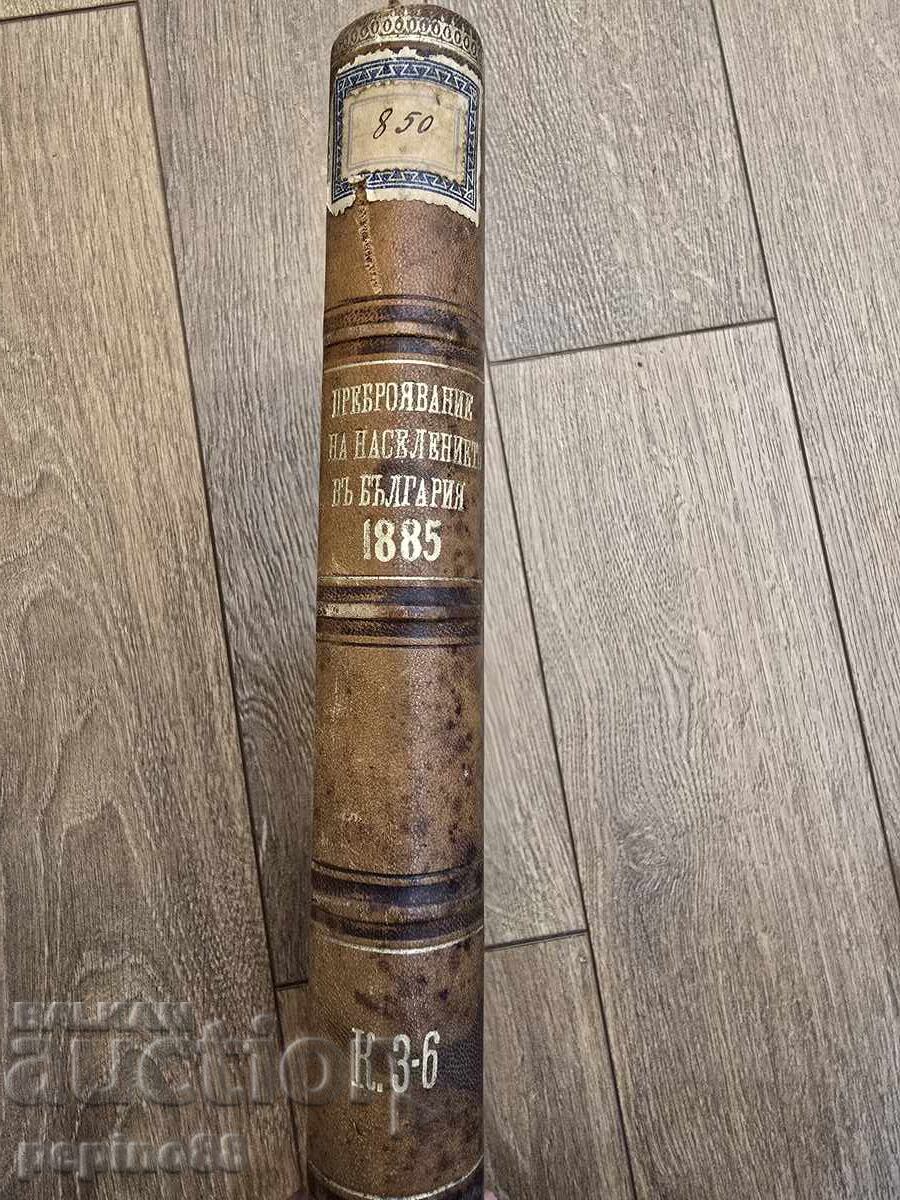 850
ПРЕБРОЯВАНИЕ
НА НАСЕЛЕНИЕТО
ВЪ БЪЛГАРИЯ
1885
К. 3-6
BALKAN
auction
pepino88